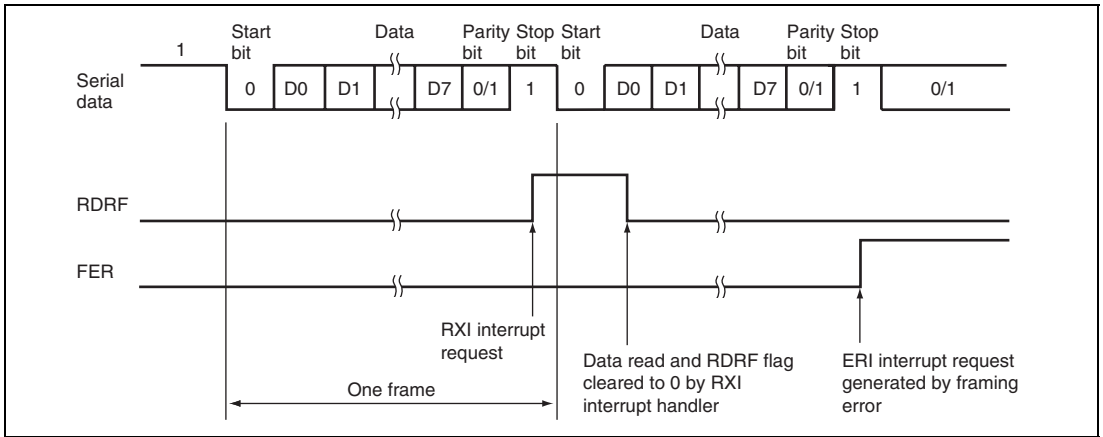 Start Data Parity Stop Start Data Parity Stop
1 bit bit bit bit bit bit
Serial data 0 D0 D1 D7 0/1 1 0 D0 D1 D7 0/1 1 0/1
RDRF
FER
RXI interrupt
request
Data read and RDRF flag
cleared to 0 by RXI
interrupt handler
ERI interrupt request
generated by framing
error
One frame